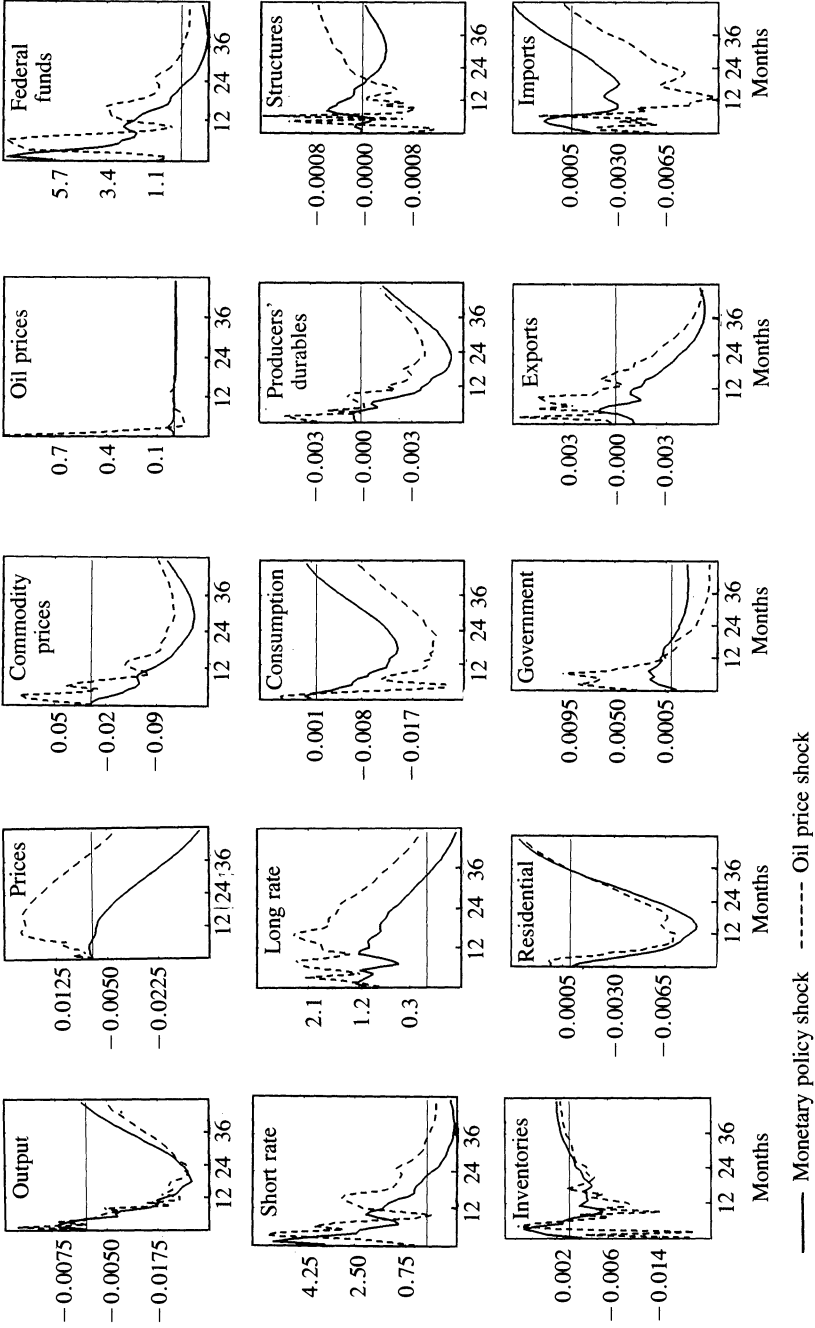 Output
−0.0075
−0.0050
−0.0175
12 24 36
Prices
0.0125
−0.0050
−0.0225
12 24 36
Commodity
prices
0.05
−0.02
−0.09
12 24 36
Oil prices
0.7
0.4
0.1
12 24 36
Federal
funds
5.7
3.4
1.1
12 24 36
Short rate
4.25
2.50
0.75
12 24 36
Long rate
2.1
1.2
0.3
12 24 36
Consumption
0.001
−0.008
−0.017
12 24 36
Producers'
durables
−0.003
−0.000
−0.003
12 24 36
Structures
−0.0008
−0.0000
−0.0008
12 24 36
Inventories
0.002
−0.006
−0.014
12 24 36
Months
Residential
0.0005
−0.0030
−0.0065
12 24 36
Months
Government
0.0095
0.0050
0.0005
12 24 36
Months
Exports
0.003
−0.000
−0.003
12 24 36
Months
Imports
0.0005
−0.0030
−0.0065
12 24 36
Months
Monetary policy shock Oil price shock